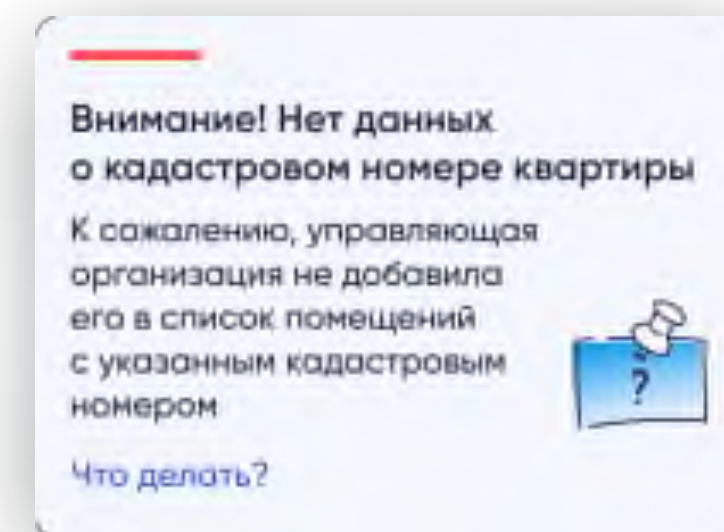 Внимание! Нет данных
о кадастровом номере квартиры
К сожалению, управляющая
организация не добавила
его в список помещений
с указанным кадастровым
номером
?
Что делать?